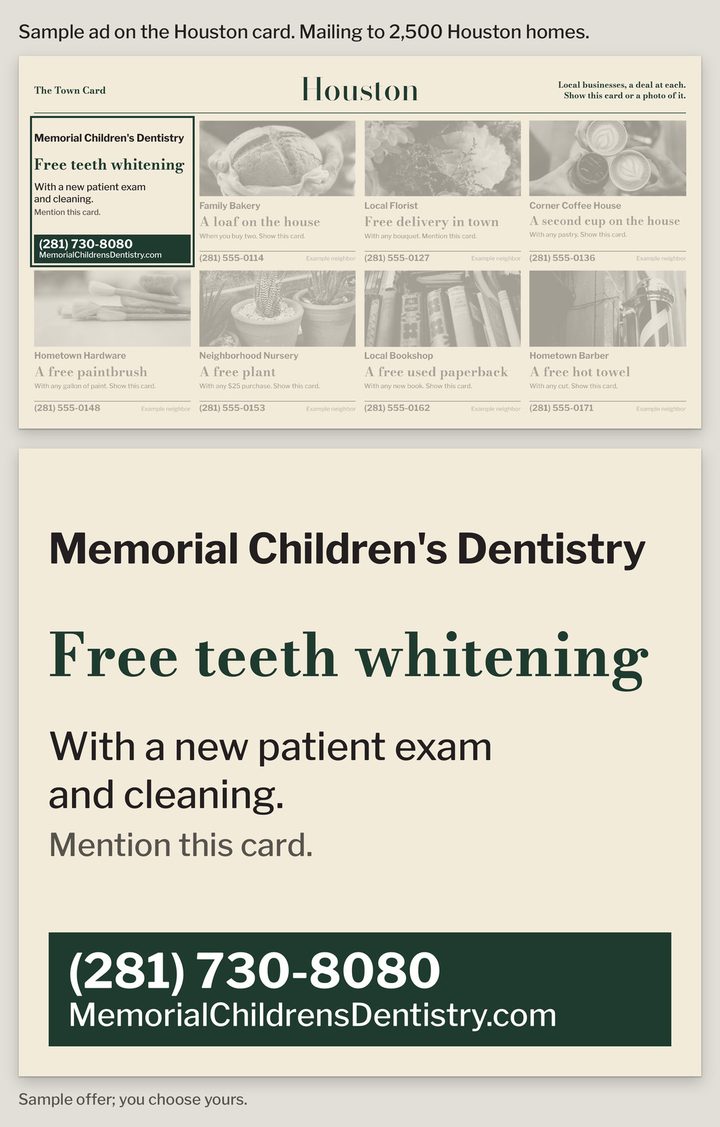 Sample ad on the Houston card. Mailing to 2,500 Houston homes.
The Town Card
Houston
Local businesses, a deal at each.
Show this card or a photo of it.
Memorial Children's Dentistry
Free teeth whitening
With a new patient exam
and cleaning.
Mention this card.
(281) 730-8080
MemorialChildrensDentistry.com
Family Bakery
A loaf on the house
When you buy two. Show this card.
(281) 555-0114
Example neighbor
Local Florist
Free delivery in town
With any bouquet. Mention this card.
(281) 555-0127
Example neighbor
Corner Coffee House
A second cup on the house
With any pastry. Show this card.
(281) 555-0136
Example neighbor
Hometown Hardware
A free paintbrush
With any gallon of paint. Show this card.
(281) 555-0148
Example neighbor
Neighborhood Nursery
A free plant
With any $25 purchase. Show this card.
(281) 555-0153
Example neighbor
Local Bookshop
A free used paperback
With any new book. Show this card.
(281) 555-0162
Example neighbor
Hometown Barber
A free hot towel
With any cut. Show this card.
(281) 555-0171
Example neighbor
Memorial Children's Dentistry
Free teeth whitening
With a new patient exam
and cleaning.
Mention this card.
(281) 730-8080
MemorialChildrensDentistry.com
Sample offer; you choose yours.